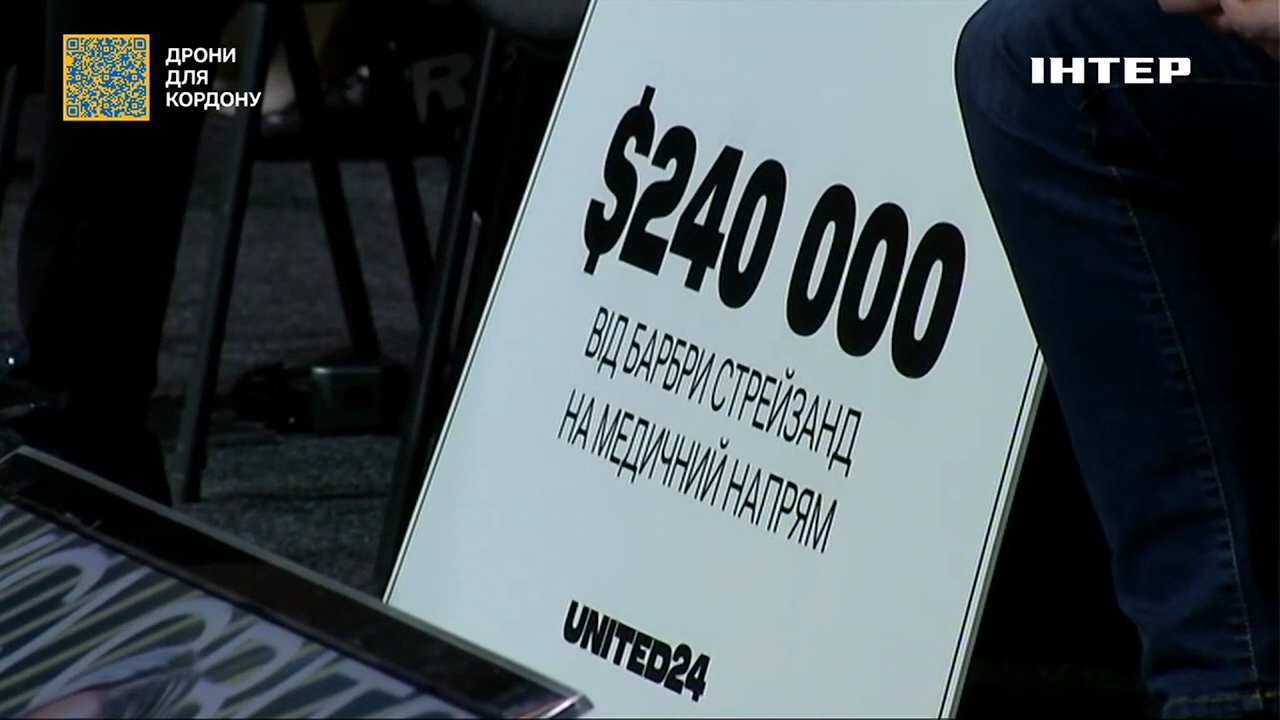 ДРОНИ
ДЛЯ
КОРДОНУ
ІНТЕР
$240 000
ВІД БАРБРИ СТРЕЙЗАНД
НА МЕДИЧНИЙ НАПРЯМ
UNITED24